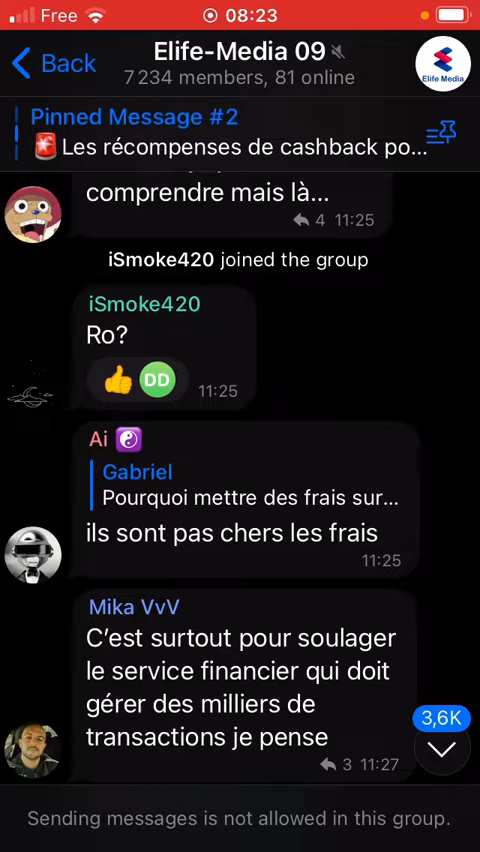 Free 08:23
Back Elife-Media 09
7 234 members, 81 online
Elife Media
Pinned Message #2
Les récompenses de cashback po...
comprendre mais là...
4 11:25
iSmoke420 joined the group
iSmoke420
Ro?
DD 11:25
Ai
Gabriel
Pourquoi mettre des frais sur...
ils sont pas chers les frais
11:25
Mika VvV
C’est surtout pour soulager
le service financier qui doit
gérer des milliers de
transactions je pense
3 11:27
3,6K
Sending messages is not allowed in this group.